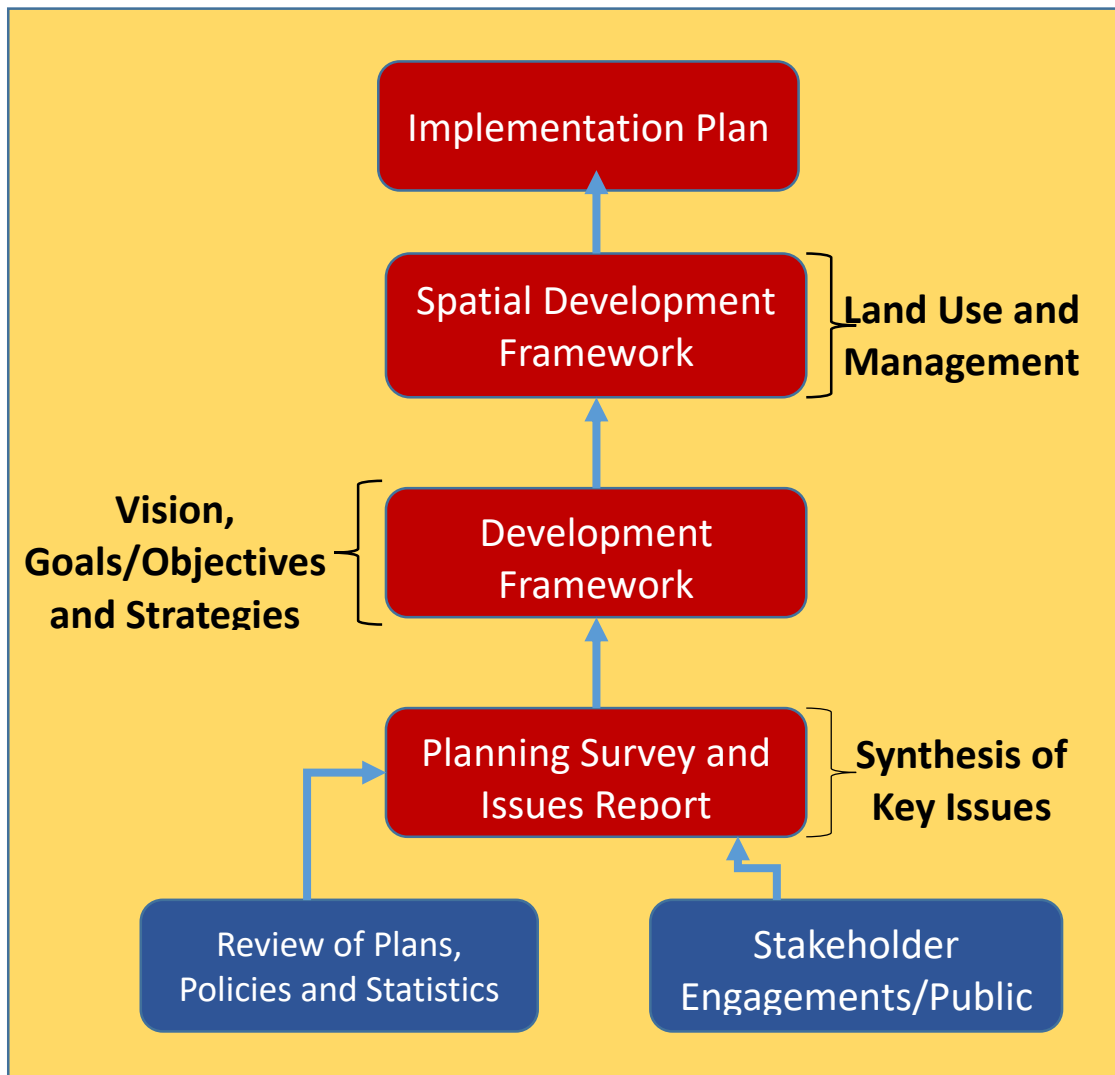 Implementation Plan
Spatial Development
Framework
Land Use and
Management
Vision,
Goals/Objectives
and Strategies
Development
Framework
Planning Survey and
Issues Report
Synthesis of
Key Issues
Review of Plans,
Policies and Statistics
Stakeholder
Engagements/Public